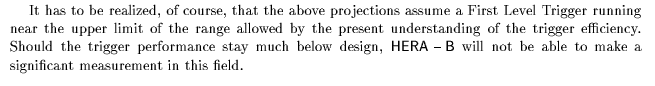 It has to be realized, of course, that the above projections assume a First Level Trigger running
near the upper limit of the range allowed by the present understanding of the trigger efficiency.
Should the trigger performance stay much below design, HERA – B will not be able to make a
significant measurement in this field.